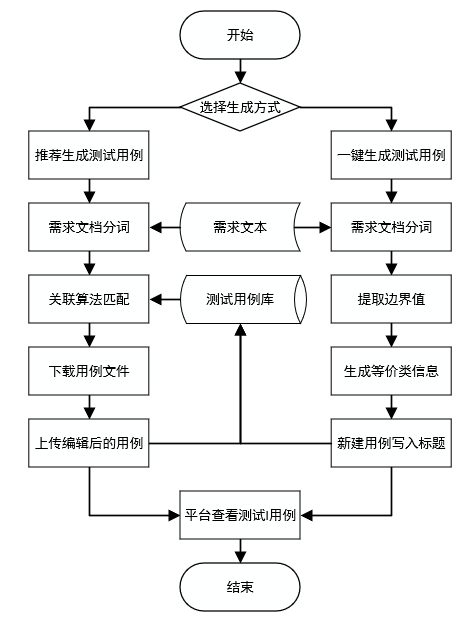 开始
选择生成方式
推荐生成测试用例
一键生成测试用例
需求文档分词
需求文本
需求文档分词
关联算法匹配
测试用例库
提取边界值
下载用例文件
生成等价类信息
上传编辑后的用例
新建用例写入标题
平台查看测试I用例
结束